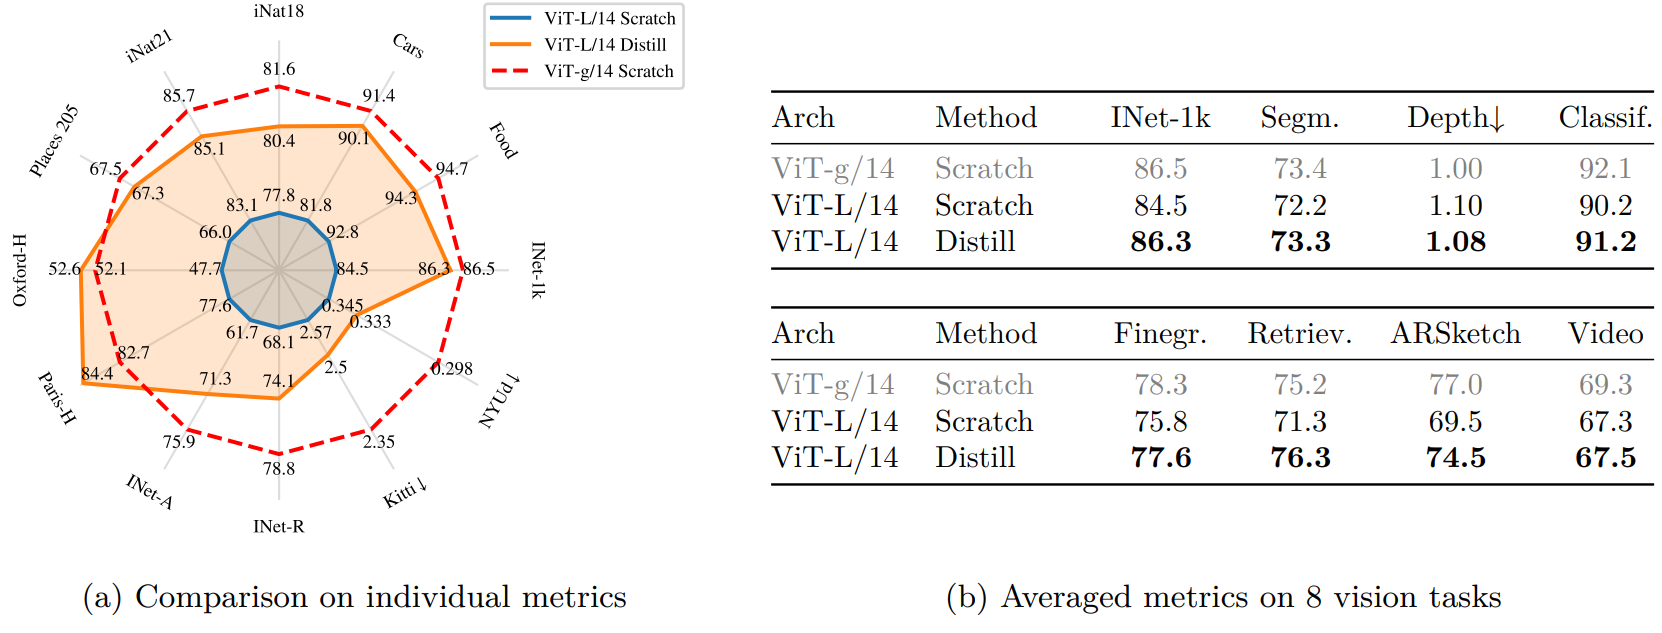 iNat18
ViT-L/14 Scratch
ViT-L/14 Distill
ViT-g/14 Scratch
iNat21
Cars
81.6
85.7
91.4
Places 205
Food
80.4
90.1
85.1
67.5
94.7
67.3
94.3
77.8
83.1
81.8
66.0
92.8
Oxford-H
52.6
52.1
47.7
84.5
86.3
86.5
INet-1k
77.6
0.345
61.7
2.57
0.333
68.1
82.7
84.4
71.3
74.1
2.5
0.298
Paris-H
NYUd↓
75.9
2.35
78.8
INet-A
Kitti↓
INet-R
(a) Comparison on individual metrics
Arch Method INet-1k Segm. Depth↓ Classif.
ViT-g/14 Scratch 86.5 73.4 1.00 92.1
ViT-L/14 Scratch 84.5 72.2 1.10 90.2
ViT-L/14 Distill 86.3 73.3 1.08 91.2
Arch Method Finegr. Retriev. ARSketch Video
ViT-g/14 Scratch 78.3 75.2 77.0 69.3
ViT-L/14 Scratch 75.8 71.3 69.5 67.3
ViT-L/14 Distill 77.6 76.3 74.5 67.5
(b) Averaged metrics on 8 vision tasks